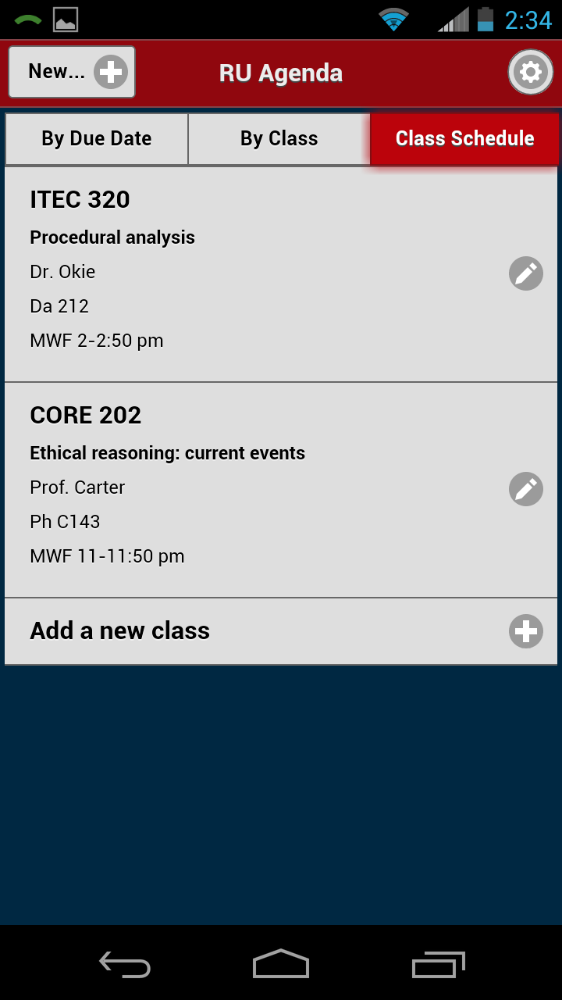 2:34
New...
RU Agenda
By Due Date
By Class
Class Schedule
ITEC 320
Procedural analysis
Dr. Okie
Da 212
MWF 2-2:50 pm
CORE 202
Ethical reasoning: current events
Prof. Carter
Ph C143
MWF 11-11:50 pm
Add a new class